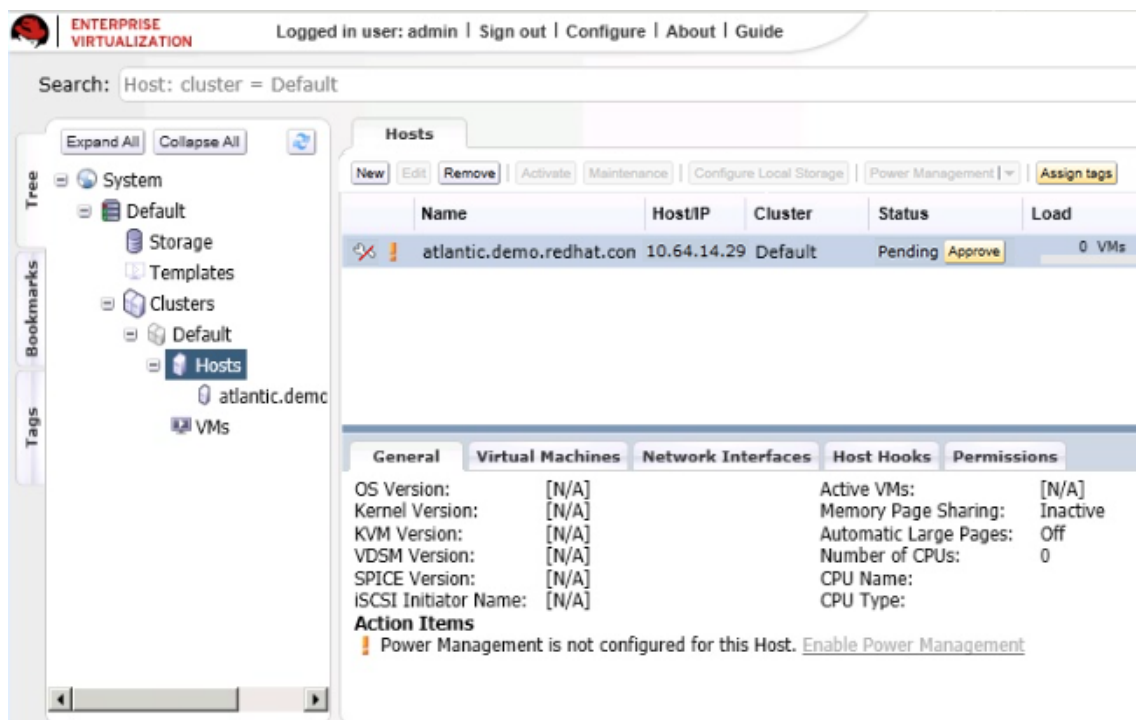 ENTERPRISE
VIRTUALIZATION
Logged in user: admin | Sign out | Configure | About | Guide
Search: Host: cluster = Default
Tree
Bookmarks
Tags
Expand All Collapse All
System
Default
Storage
Templates
Clusters
Default
Hosts
atlantic.demo
VMs
Hosts
New Edit Remove Activate Maintenance Configure Local Storage Power Management Assign tags
Name Host/IP Cluster Status Load
atlantic.demo.redhat.con 10.64.14.29 Default Pending Approve 0 VMs
General Virtual Machines Network Interfaces Host Hooks Permissions
OS Version: [N/A] Active VMs: [N/A]
Kernel Version: [N/A] Memory Page Sharing: Inactive
KVM Version: [N/A] Automatic Large Pages: Off
VDSM Version: [N/A] Number of CPUs: 0
SPICE Version: [N/A] CPU Name:
iSCSI Initiator Name: [N/A] CPU Type:
Action Items
Power Management is not configured for this Host. Enable Power Management